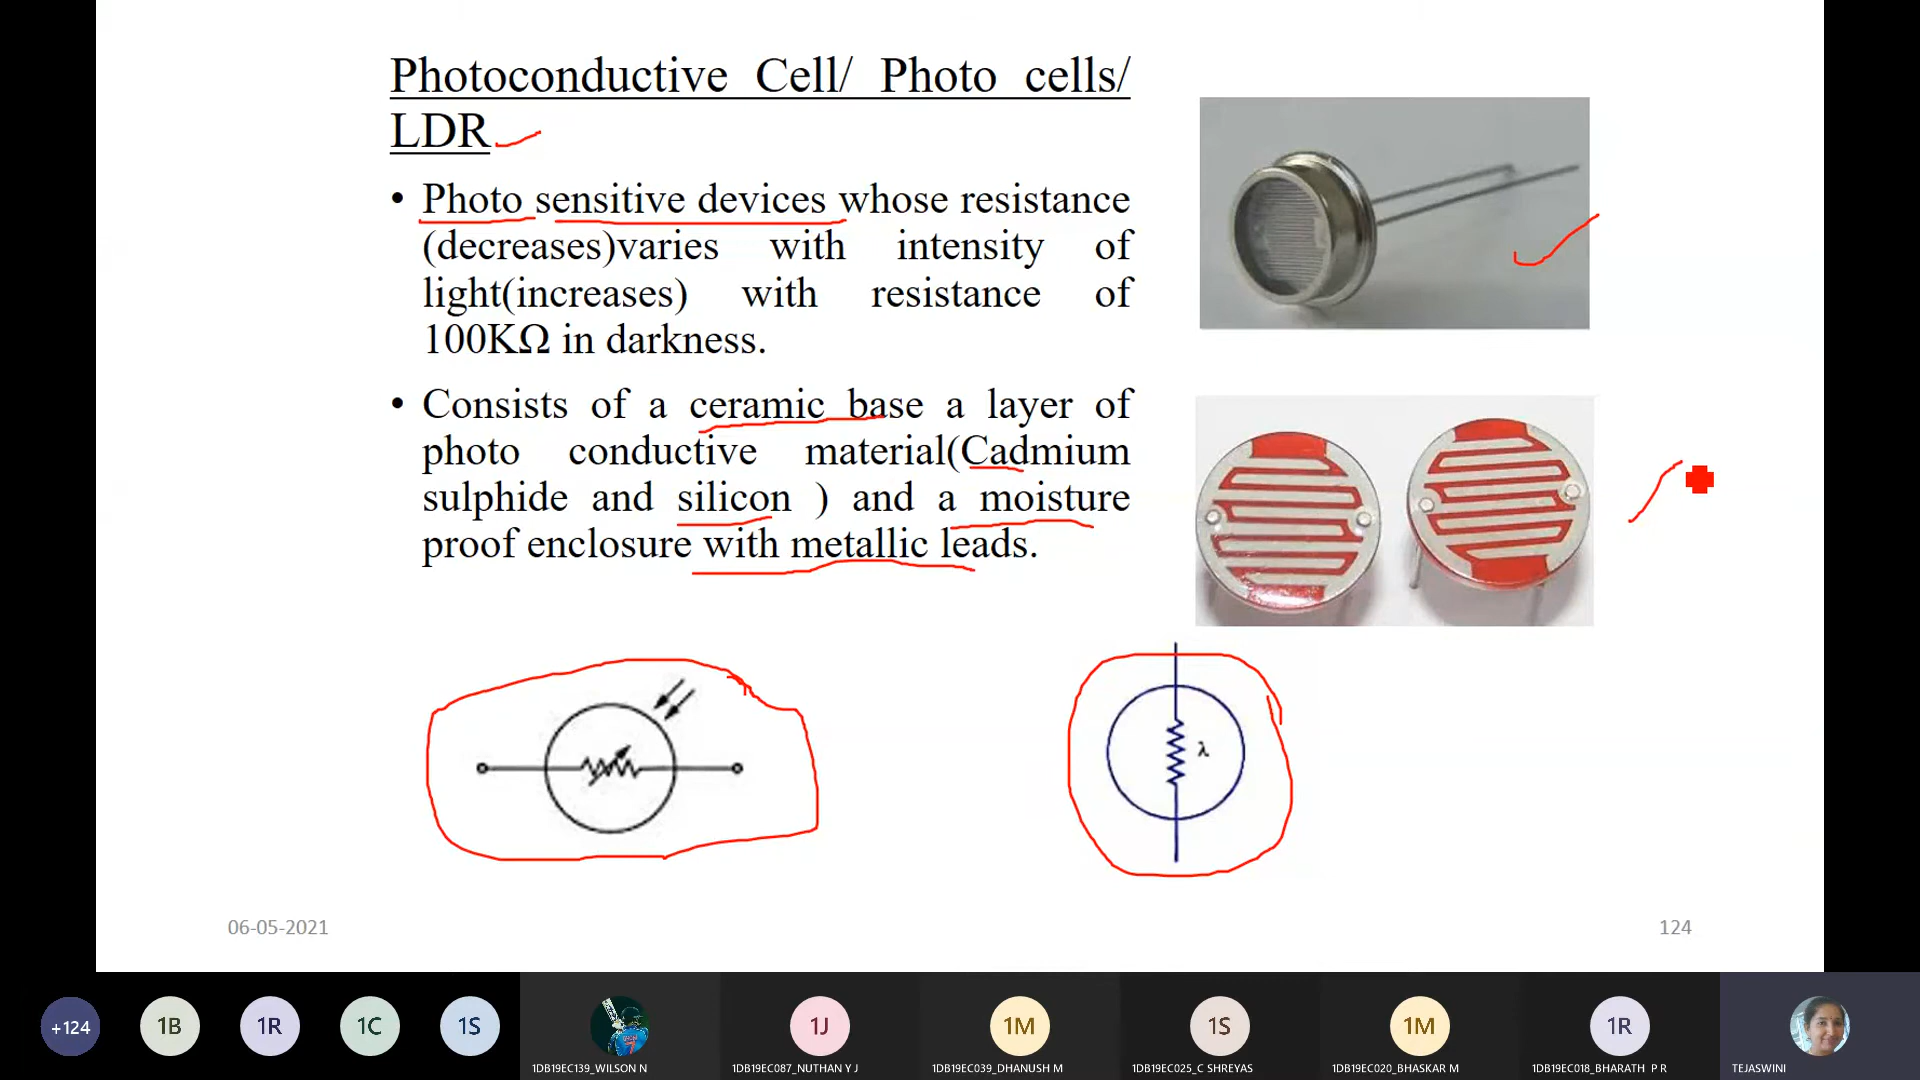 Photoconductive Cell/ Photo cells/
LDR
• Photo sensitive devices whose resistance
(decreases)varies with intensity of
light(increases) with resistance of
100KΩ in darkness.
• Consists of a ceramic base a layer of
photo conductive material(Cadmium
sulphide and silicon ) and a moisture
proof enclosure with metallic leads.
λ
06-05-2021
124
+124
1B
1R
1C
1S
1J
1M
1S
1M
1R
1DB19EC139_WILSON N
1DB19EC087_NUTHAN Y J
1DB19EC039_DHANUSH M
1DB19EC025_C SHREYAS
1DB19EC020_BHASKAR M
1DB19EC018_BHARATH P R
TEJASWINI